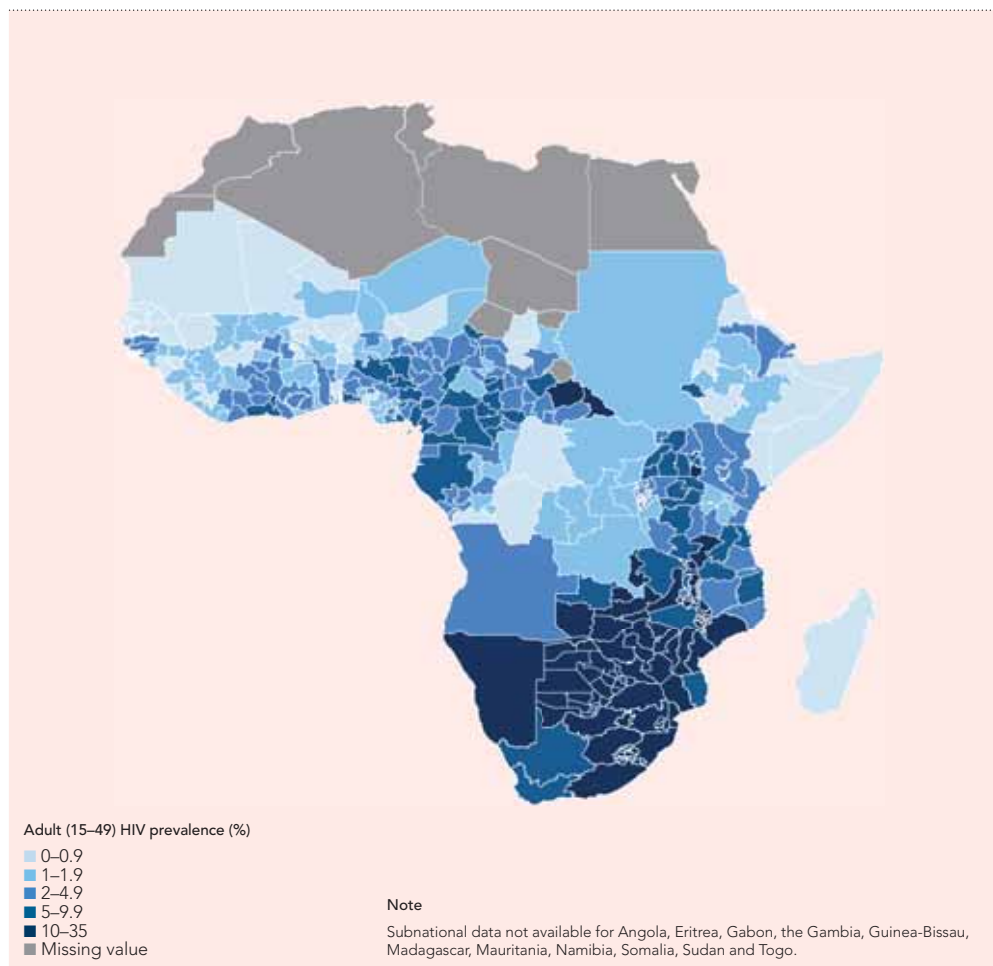 Adult (15–49) HIV prevalence (%)
0–0.9
1–1.9
2–4.9
5–9.9
10–35
Missing value
Note
Subnational data not available for Angola, Eritrea, Gabon, the Gambia, Guinea-Bissau,
Madagascar, Mauritania, Namibia, Somalia, Sudan and Togo.